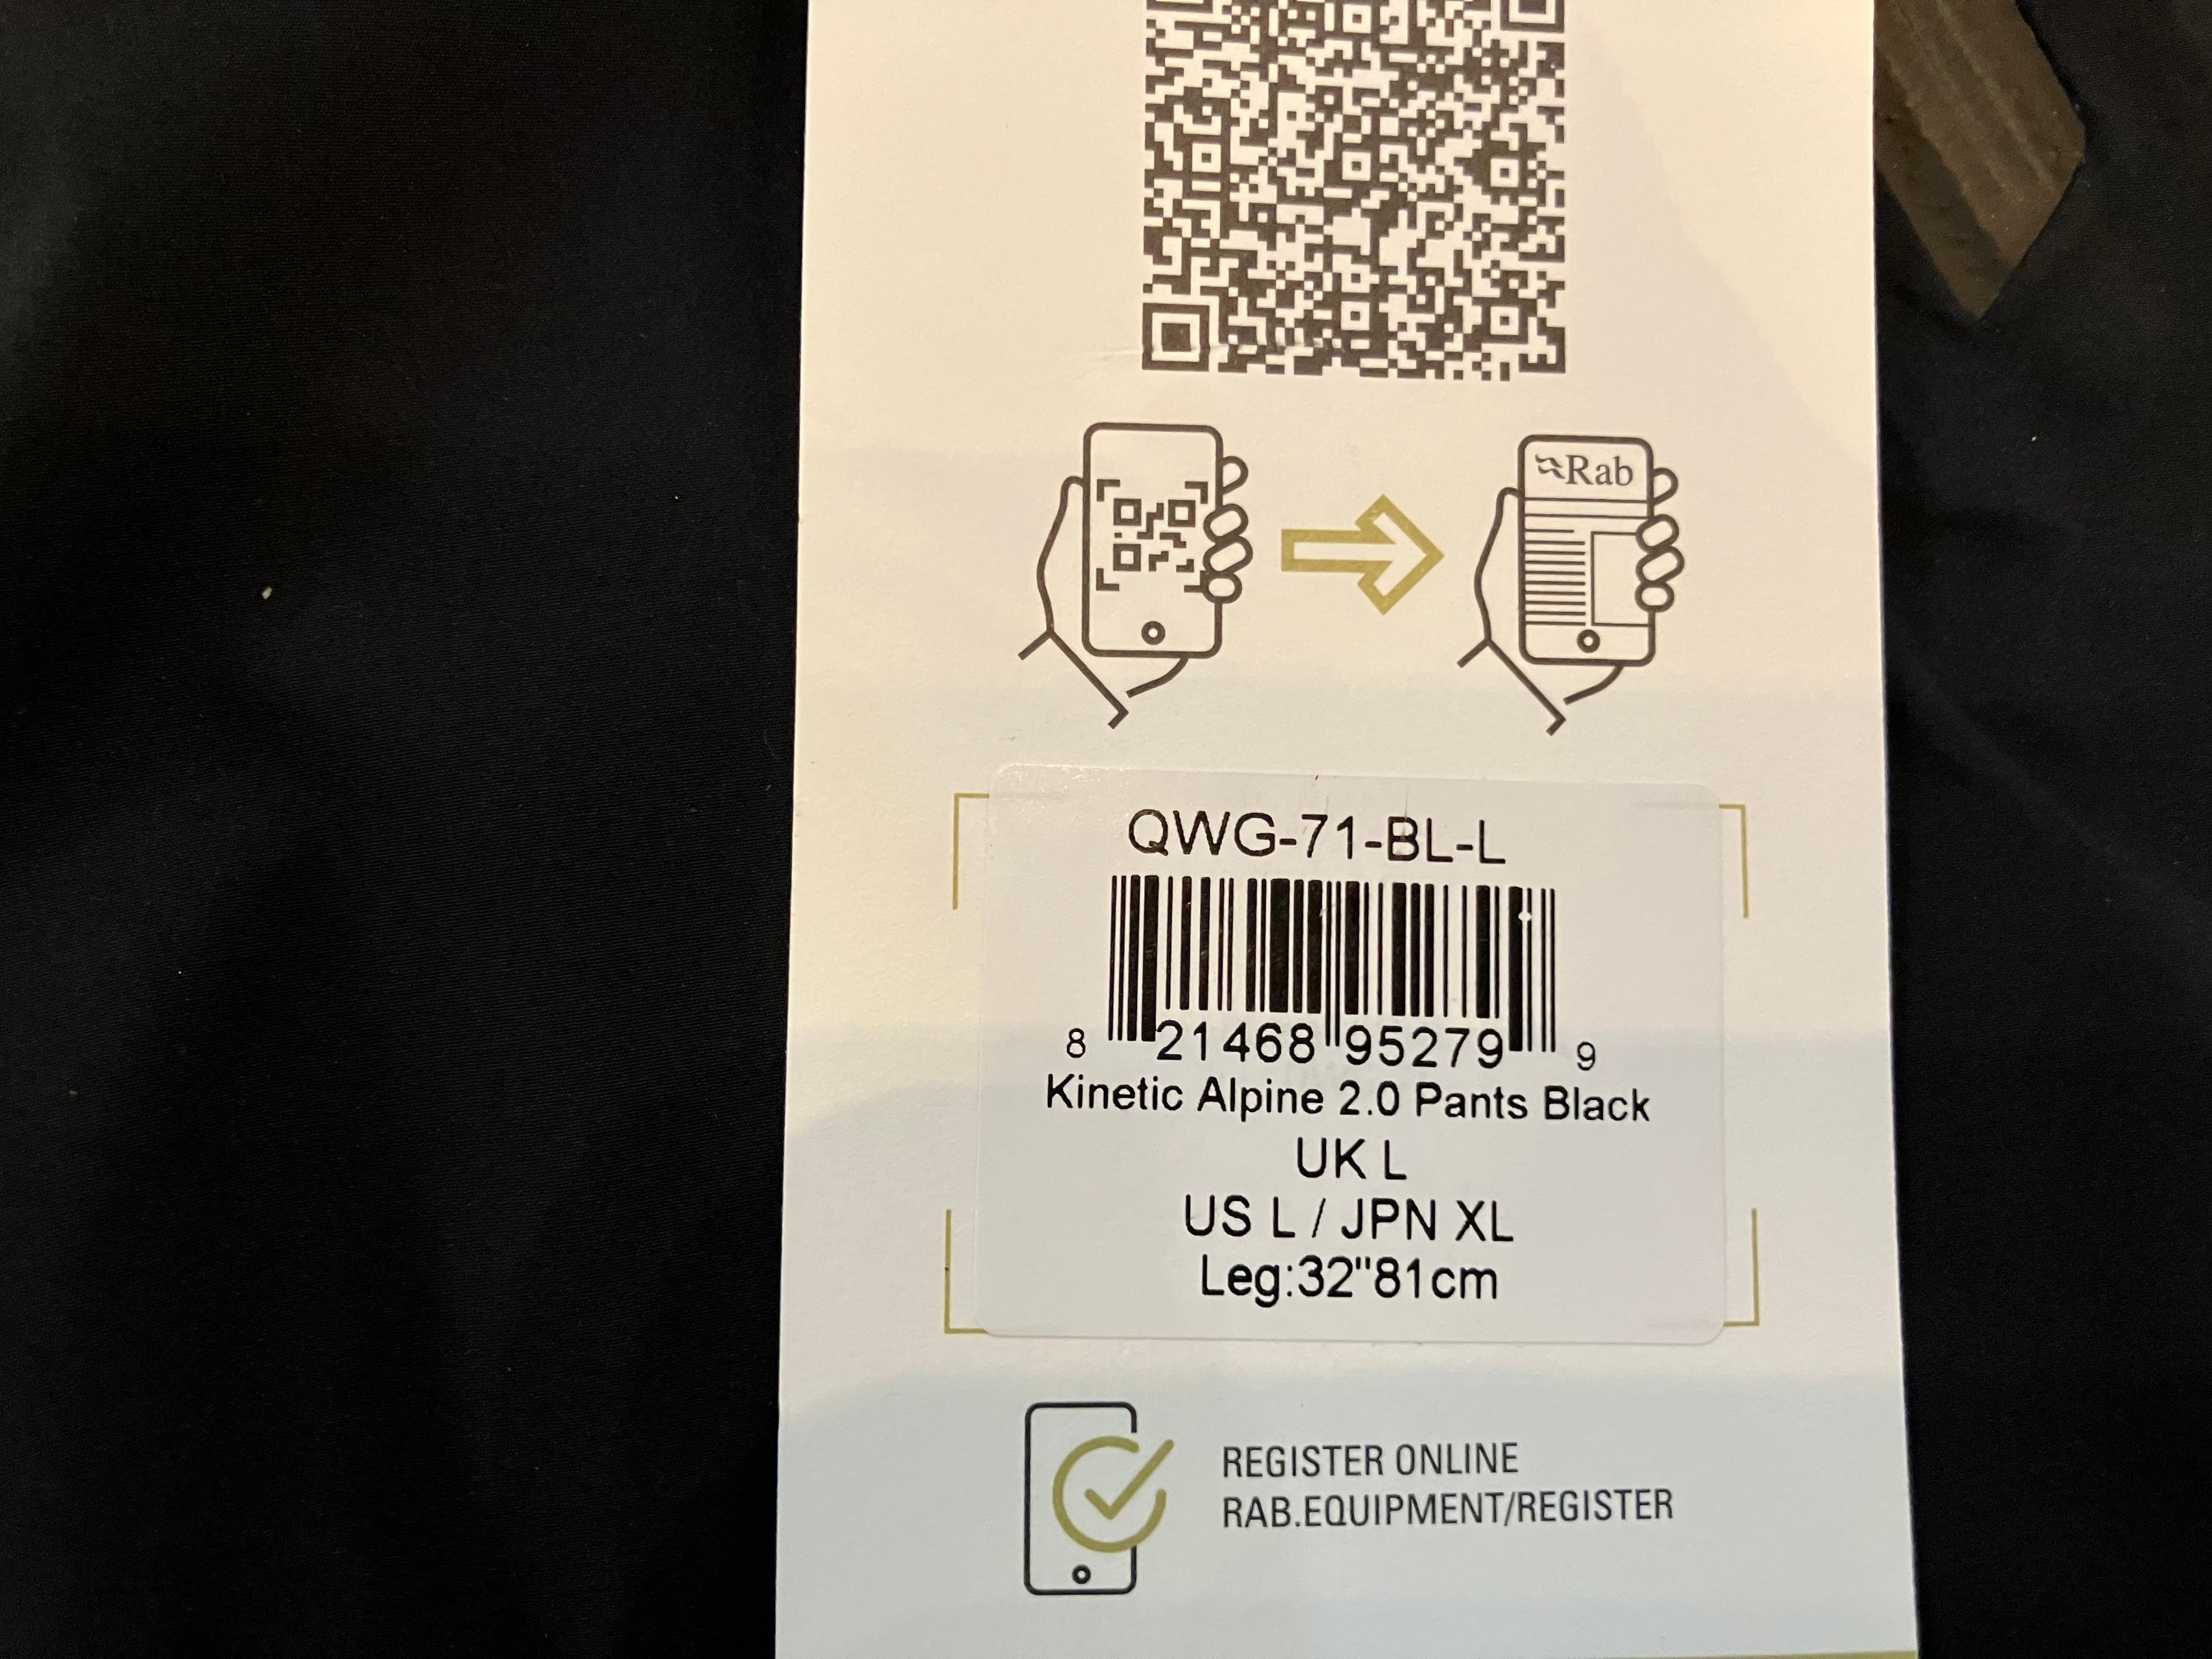 Rab
QWG-71-BL-L
8 21468 95279 9
Kinetic Alpine 2.0 Pants Black
UK L
US L / JPN XL
Leg:32"81cm
REGISTER ONLINE
RAB.EQUIPMENT/REGISTER